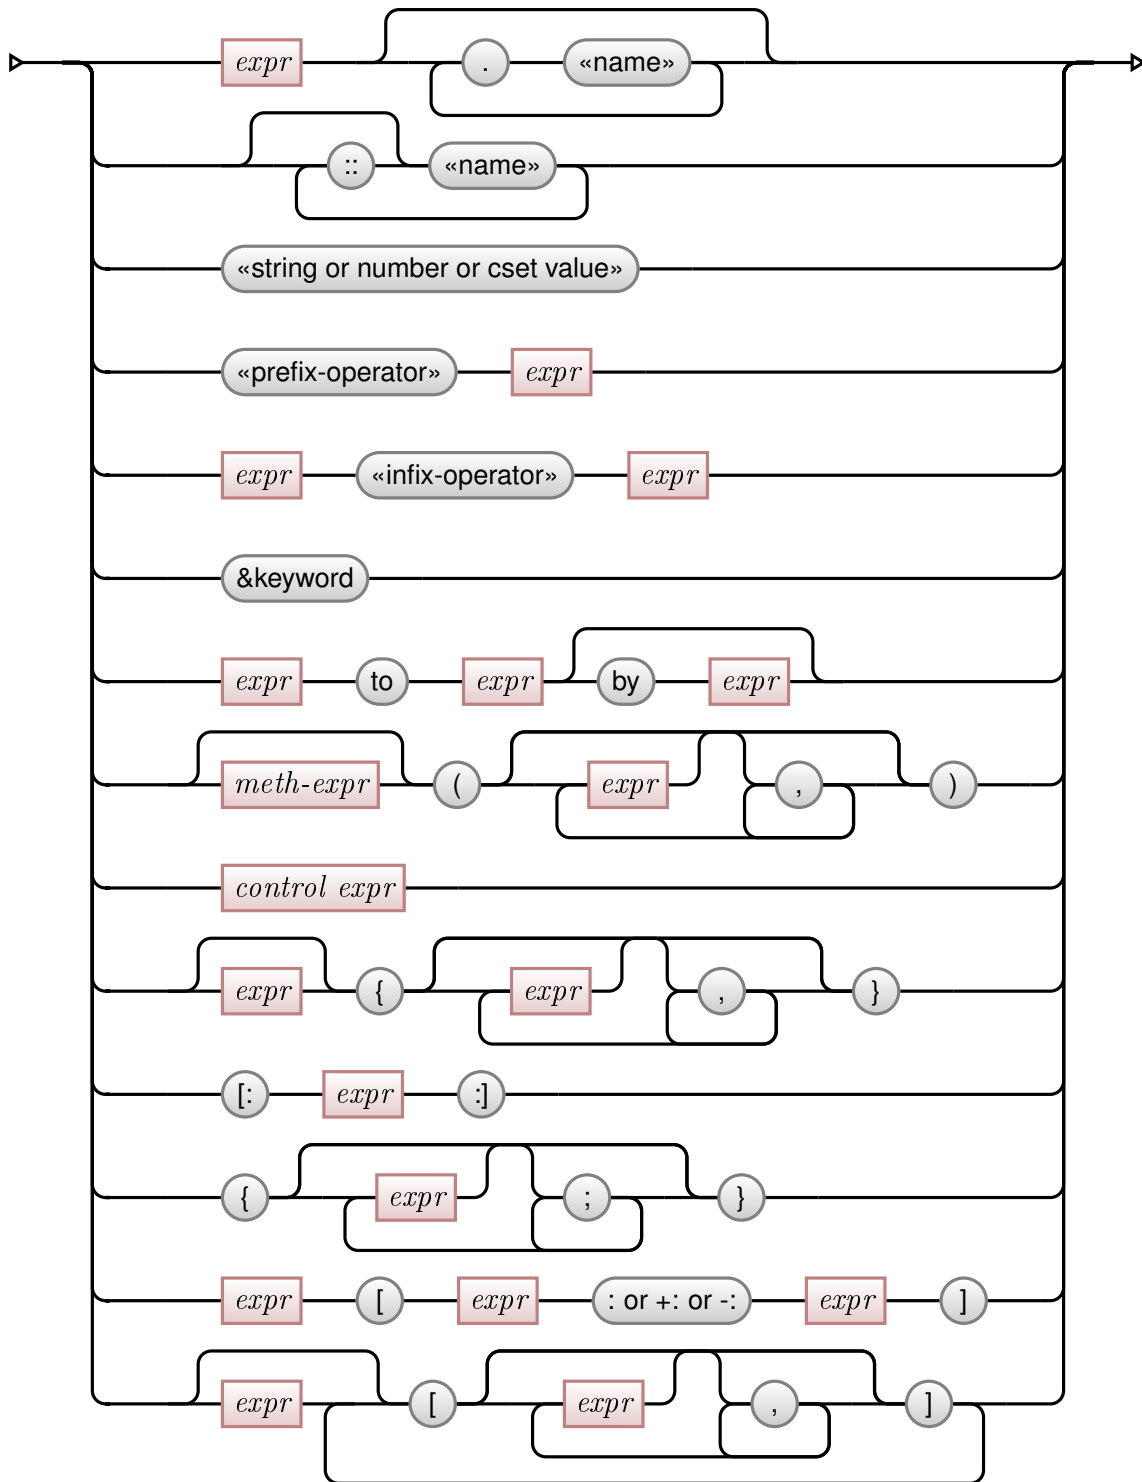 expr . «name»
:: «name»
«string or number or cset value»
«prefix-operator» expr
expr «infix-operator» expr
&keyword
expr to expr by expr
meth-expr ( expr , )
control expr
expr { expr , }
[: expr :]
{ expr ; }
expr [ expr : or +: or -: expr ]
expr [ expr , ]